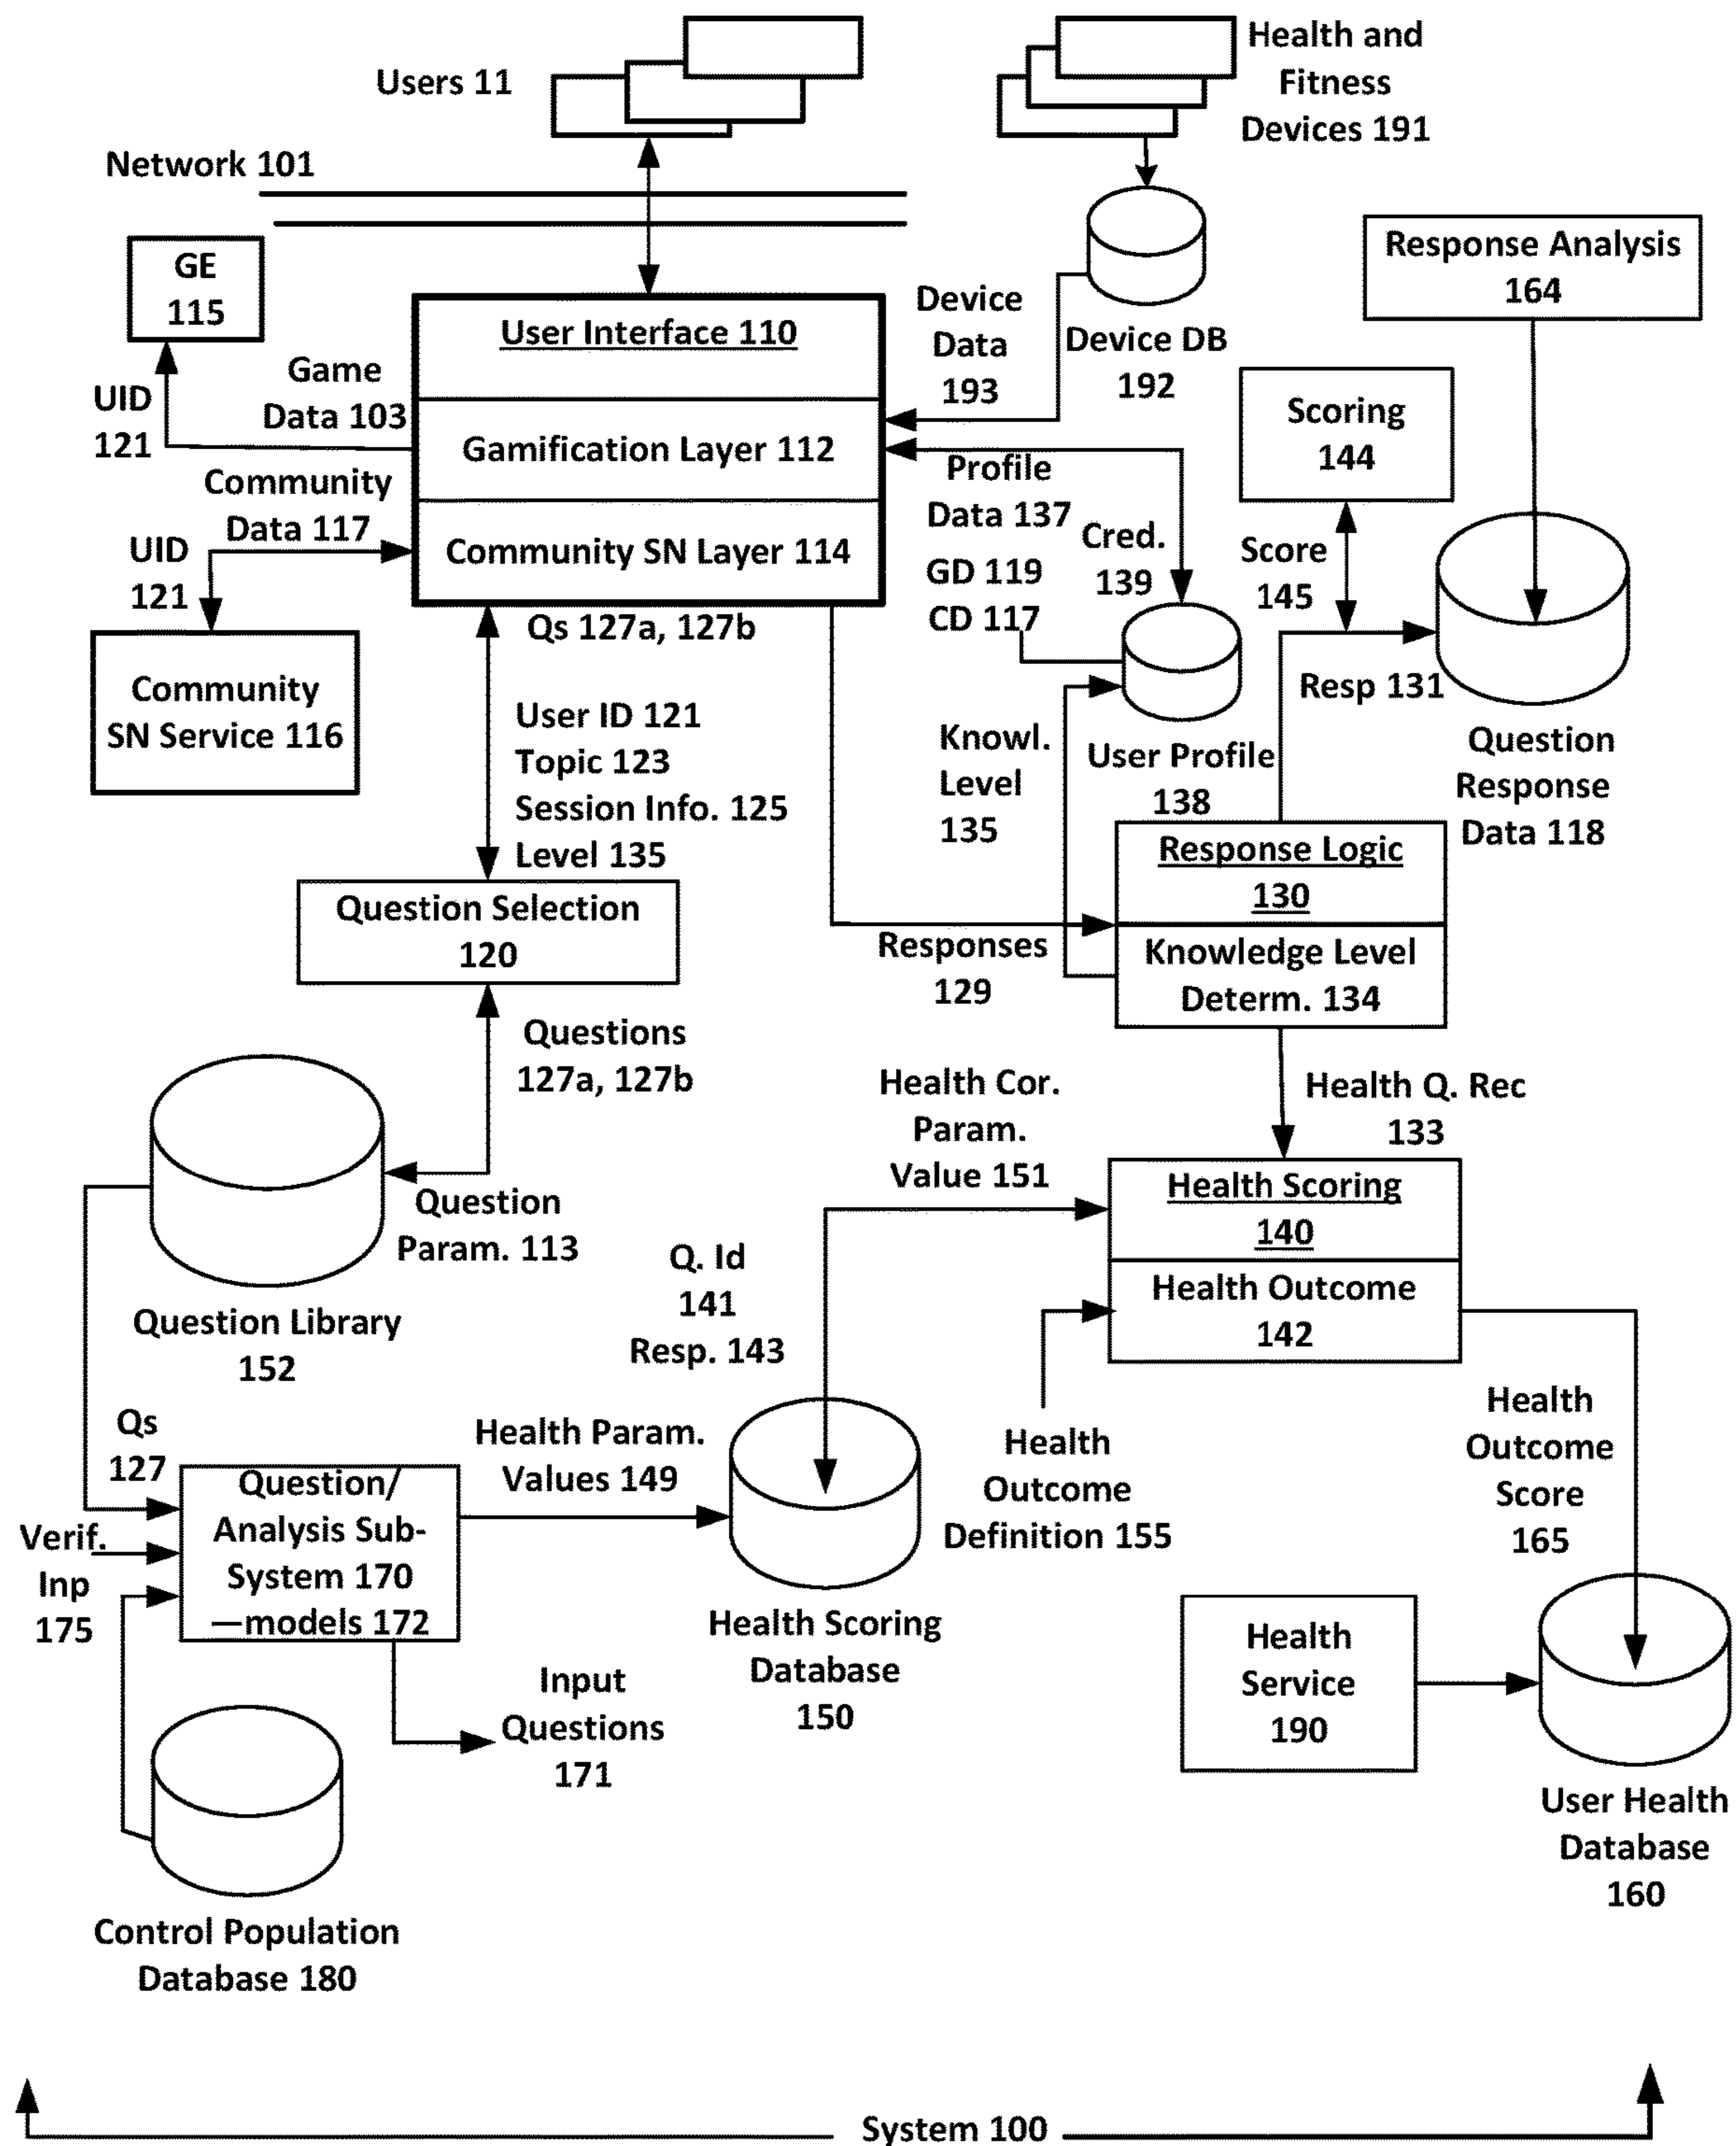 Users 11
Health and
Fitness
Devices 191
Network 101
GE
115
UID
121
Game
Data 103
User Interface 110
Gamification Layer 112
Community SN Layer 114
Device
Data
193
Device DB
192
Response Analysis
164
Scoring
144
Community
Data 117
UID
121
Community
SN Service 116
Profile
Data 137
GD 119
CD 117
Cred.
139
Score
145
Resp 131
Question
Response
Data 118
Qs 127a, 127b
User ID 121
Topic 123
Session Info. 125
Level 135
Knowl.
Level
135
User Profile
138
Response Logic
130
Knowledge Level
Determ. 134
Question Selection
120
Responses
129
Questions
127a, 127b
Health Cor.
Param.
Value 151
Health Q. Rec
133
Question
Param. 113
Question Library
152
Q. Id
141
Resp. 143
Health Scoring
140
Health Outcome
142
Qs
127
Health Param.
Values 149
Health
Outcome
Definition 155
Health
Outcome
Score
165
Verif.
Inp
175
Question/
Analysis Sub-
System 170
—models 172
Health Scoring
Database
150
Input
Questions
171
Health
Service
190
User Health
Database
160
Control Population
Database 180
System 100